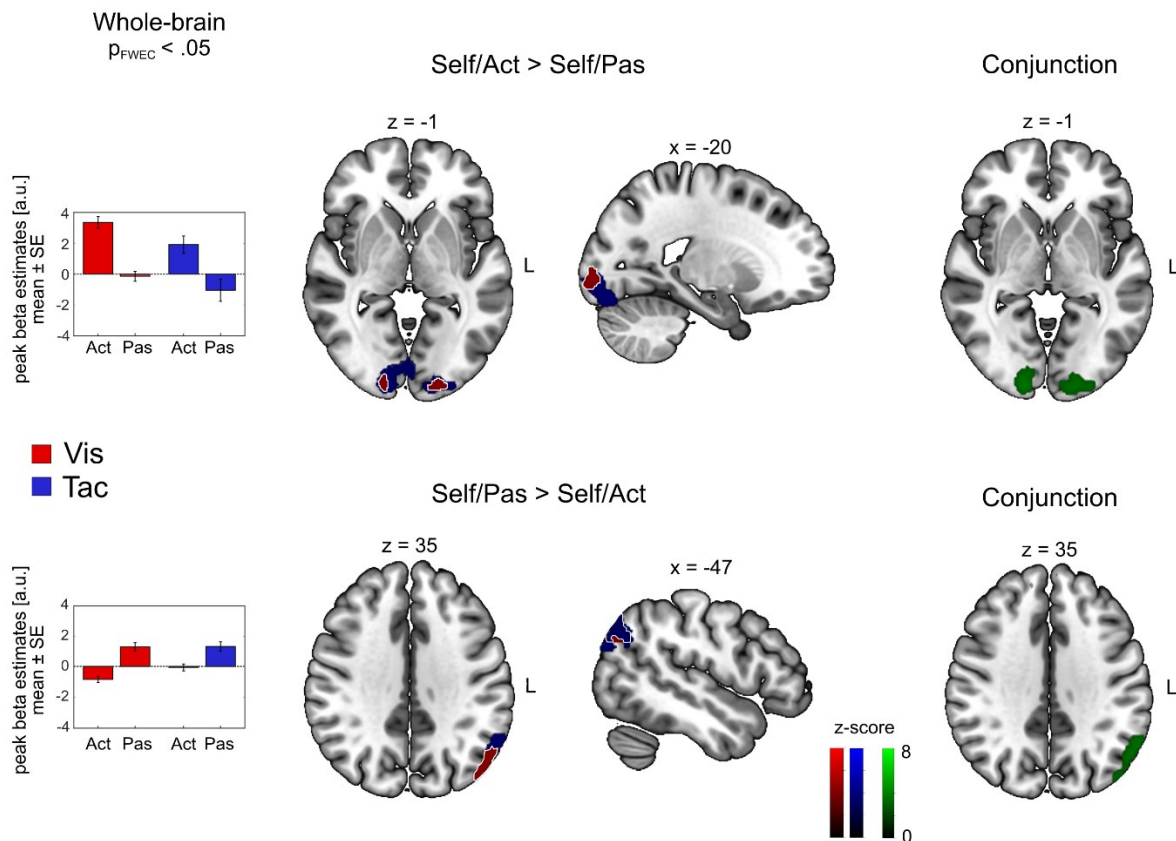 Whole-brain
pFWEC < .05
Self/Act > Self/Pas
Conjunction
z = -1
x = -20
z = -1
peak beta estimates [a.u.]
mean ± SE
4
2
0
-2
-4
Act Pas Act Pas
L
L
Vis
Tac
Self/Pas > Self/Act
Conjunction
z = 35
x = -47
z = 35
peak beta estimates [a.u.]
mean ± SE
4
2
0
-2
-4
Act Pas Act Pas
L
L
z-score
8
0